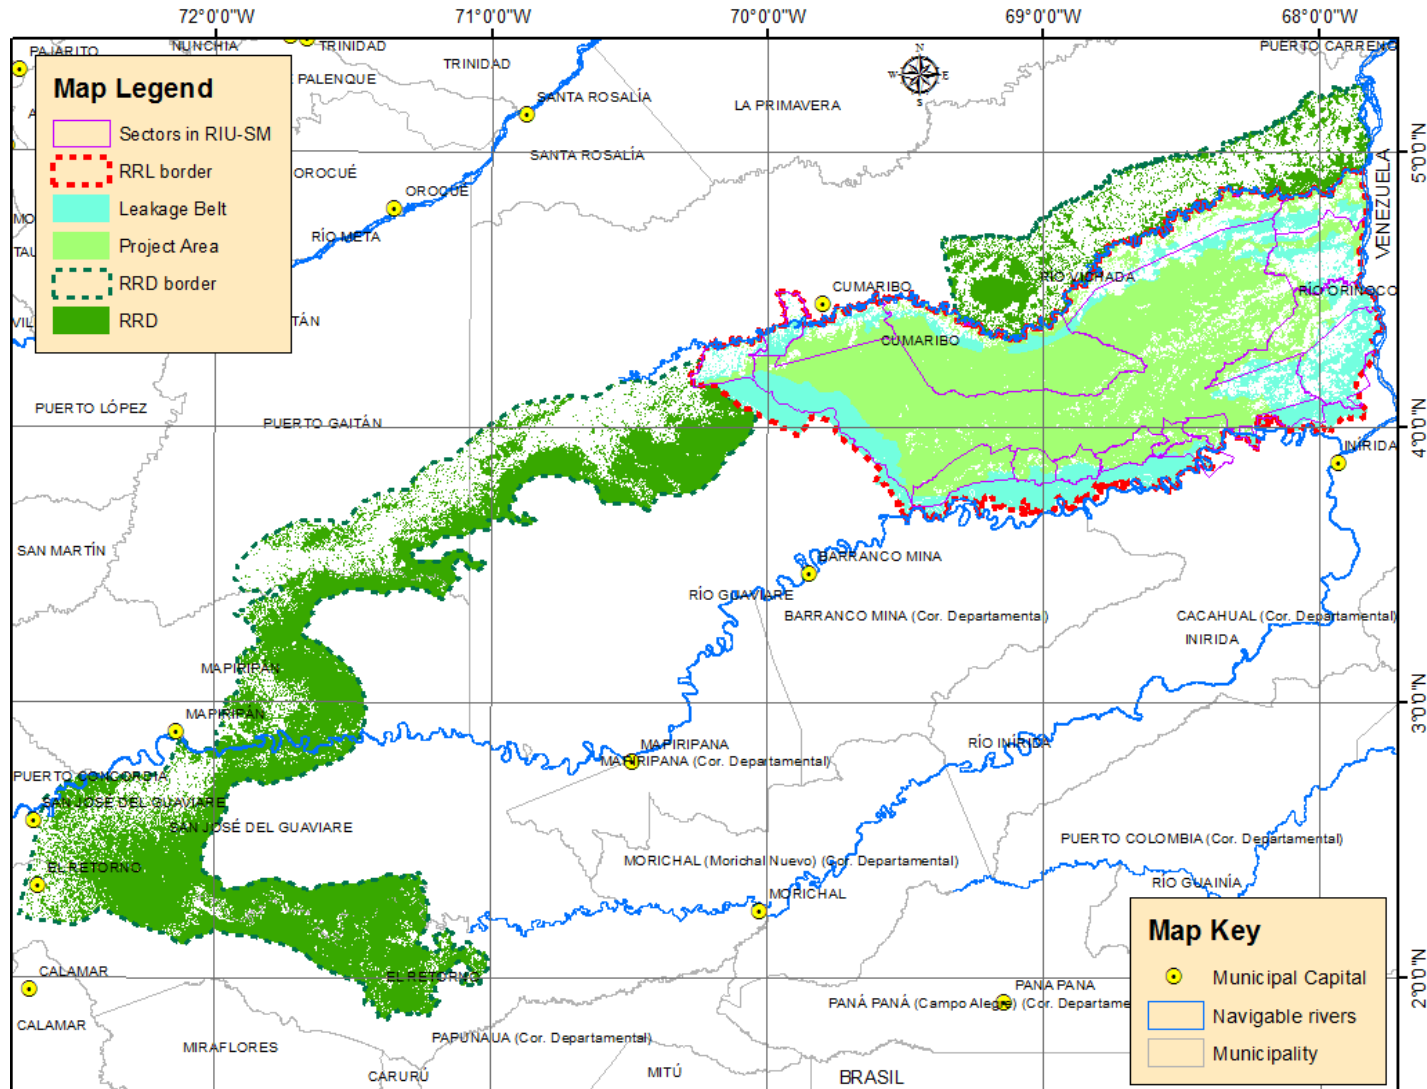 72°0'0"W
71°0'0"W
70°0'0"W
69°0'0"W
68°0'0"W
PAJARITO
NUNCHÍA
TRINIDAD
TRINIDAD
PUERTO CARREÑO
PALENQUE
Map Legend
Sectors in RIU-SM
RRL border
Leakage Belt
Project Area
RRD border
RRD
SANTA ROSALÍA
LA PRIMAVERA
SANTA ROSALÍA
5°0'0"N
OROCUÉ
OROCUÉ
VENEZUELA
RÍO META
RÍO VICHADA
CUMARIBO
RÍO ORINOCO
CUMARIBO
PUERTO LÓPEZ
PUERTO GAITÁN
4°0'0"N
INÍRIDA
SAN MARTÍN
BARRANCO MINA
RÍO GUAVIARE
BARRANCO MINA (Cor. Departamental)
CACAHUAL (Cor. Departamental)
INIRIDA
MAPIRIPÁN
MAPIRIPÁN
3°0'0"N
MAPIRIPANA
RÍO INIRIDA
MAPIRIPANA (Cor. Departamental)
PUERTO CONCORDIA
SAN JOSÉ DEL GUAVIARE
SAN JOSÉ DEL GUAVIARE
PUERTO COLOMBIA (Cor. Departamental)
EL RETORNO
MORICHAL (Morichal Nuevo) (Cor. Departamental)
RÍO GUAINÍA
MORICHAL
Map Key
Municipal Capital
Navigable rivers
Municipality
CALAMAR
EL RETORNO
2°0'0"N
PANA PANA
PANÁ PANÁ (Campo Alegre) (Cor. Departame
CALAMAR
MIRAFLORES
PAPUNAUA (Cor. Departamental)
CARURÚ
MITÚ
BRASIL